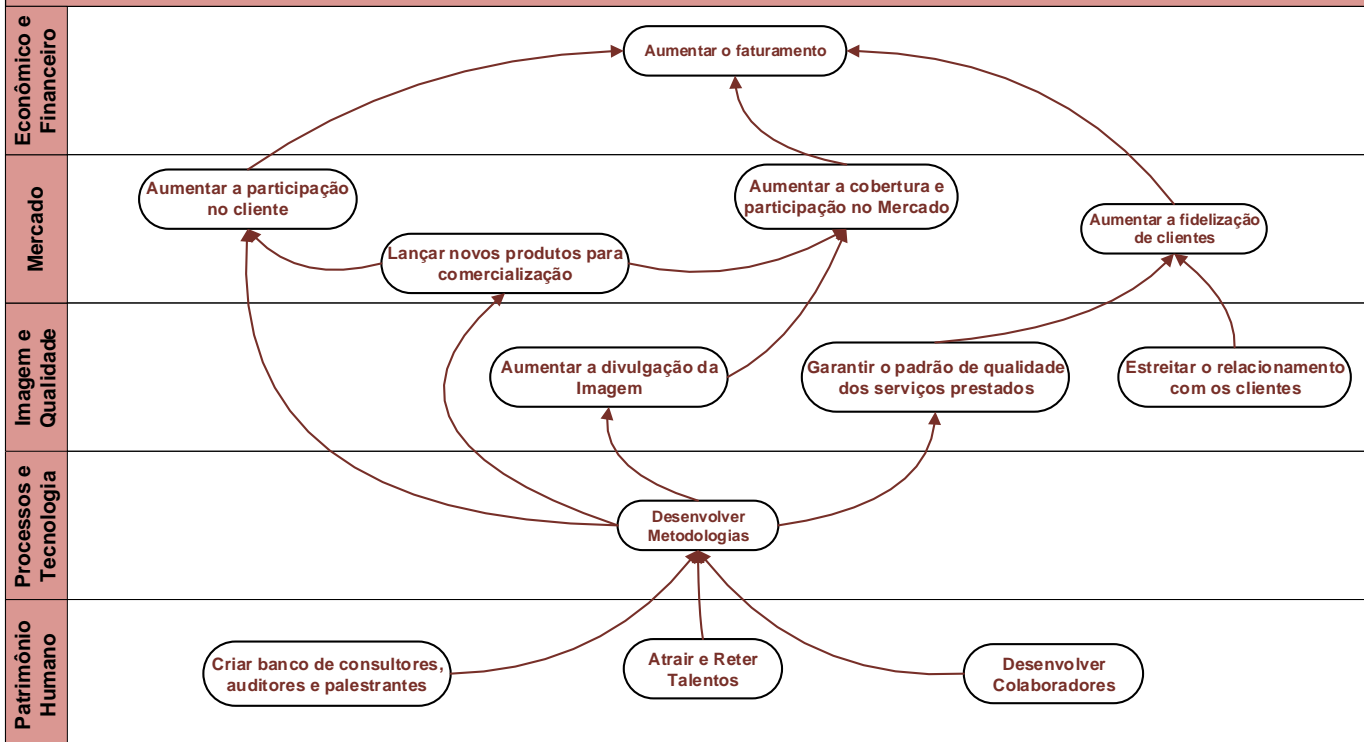 Econômico e
Financeiro
Aumentar o faturamento
Mercado
Aumentar a participação
no cliente
Aumentar a cobertura e
participação no Mercado
Aumentar a fidelização
de clientes
Lançar novos produtos para
comercialização
Imagem e
Qualidade
Aumentar a divulgação da
Imagem
Garantir o padrão de qualidade
dos serviços prestados
Estreitar o relacionamento
com os clientes
Processos e
Tecnologia
Desenvolver
Metodologias
Patrimônio
Humano
Criar banco de consultores,
auditores e palestrantes
Atrair e Reter
Talentos
Desenvolver
Colaboradores